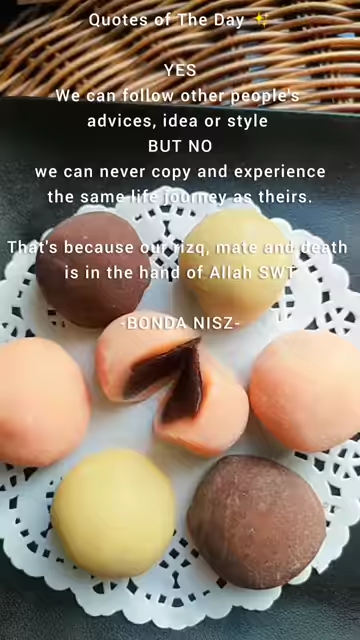 Quotes of The Day ✨
YES
We can follow other people's
advices, idea or style
BUT NO
we can never copy and experience
the same life journey as theirs.
That's because our rizq, mate and death
is in the hand of Allah SWT
-BONDA NISZ-